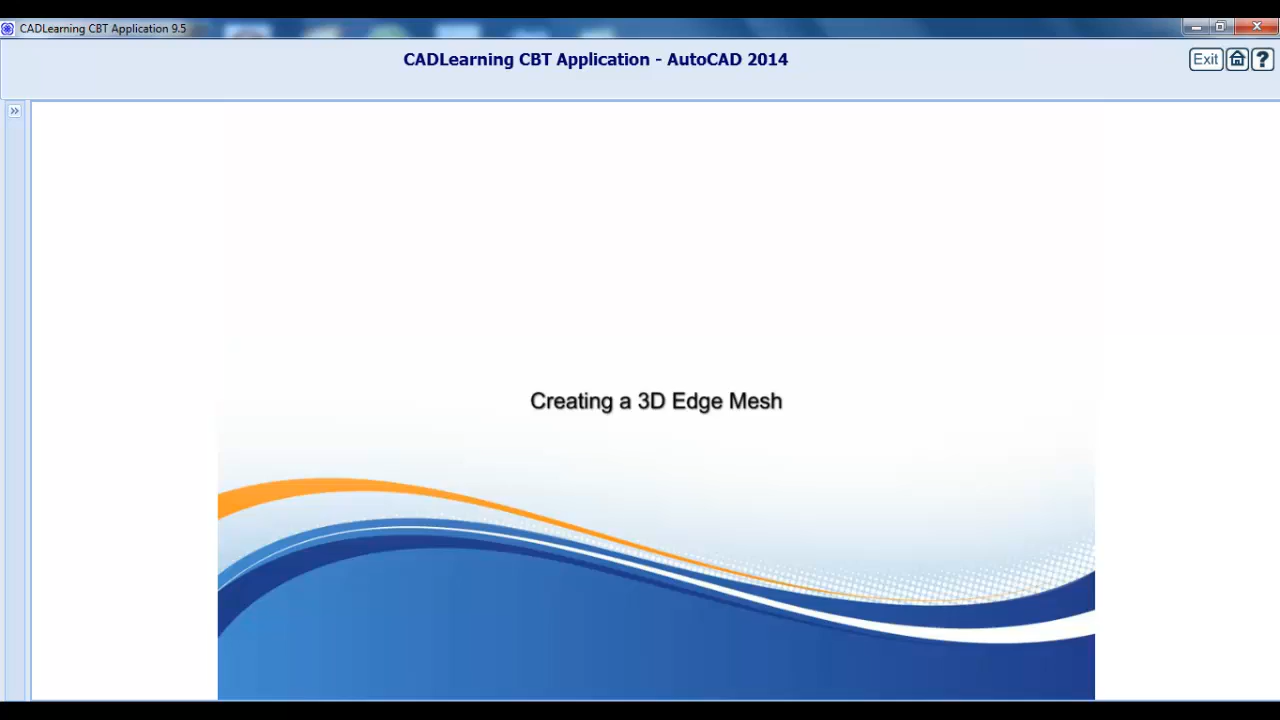 CADLearning CBT Application 9.5
CADLearning CBT Application - AutoCAD 2014
Exit
?
»
Creating a 3D Edge Mesh